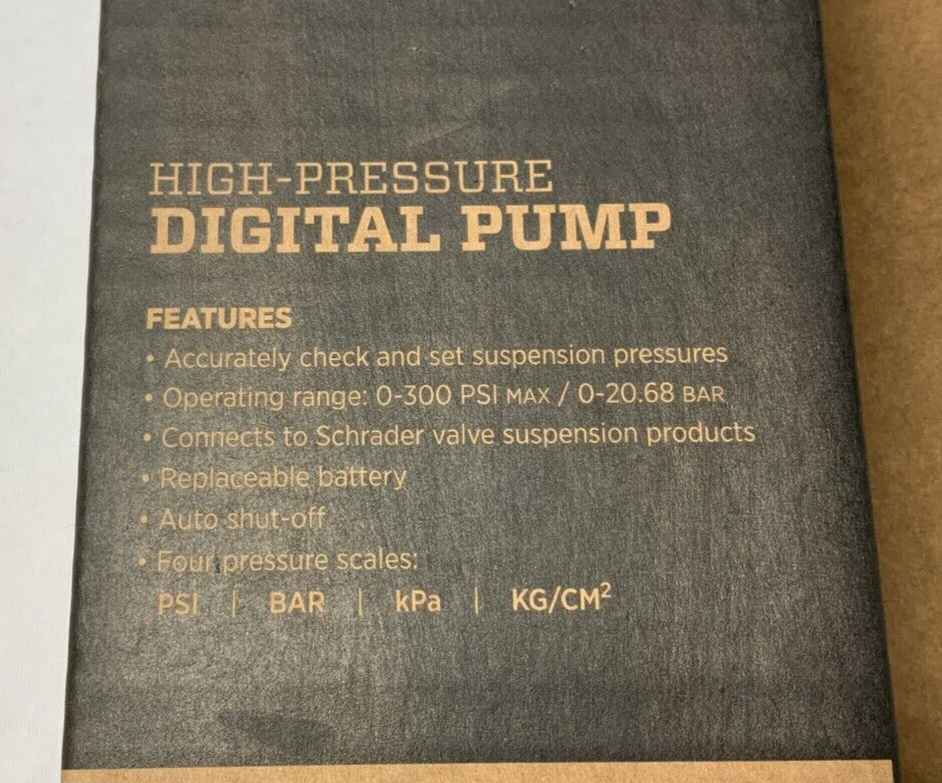 HIGH-PRESSURE
DIGITAL PUMP
FEATURES
• Accurately check and set suspension pressures
• Operating range: 0-300 PSI MAX / 0-20.68 BAR
• Connects to Schrader valve suspension products
• Replaceable battery
• Auto shut-off
• Four pressure scales:
PSI | BAR | kPa | KG/CM²